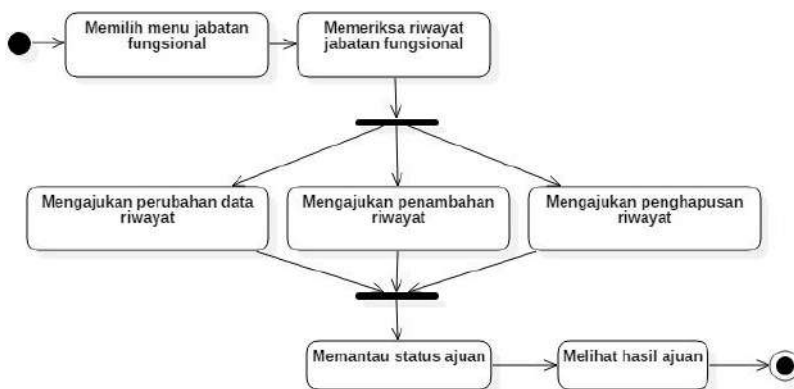 Memilih menu jabatan
fungsional
Memeriksa riwayat
jabatan fungsional
Mengajukan perubahan data
riwayat
Mengajukan penambahan
riwayat
Mengajukan penghapusan
riwayat
Memantau status ajuan
Melihat hasil ajuan